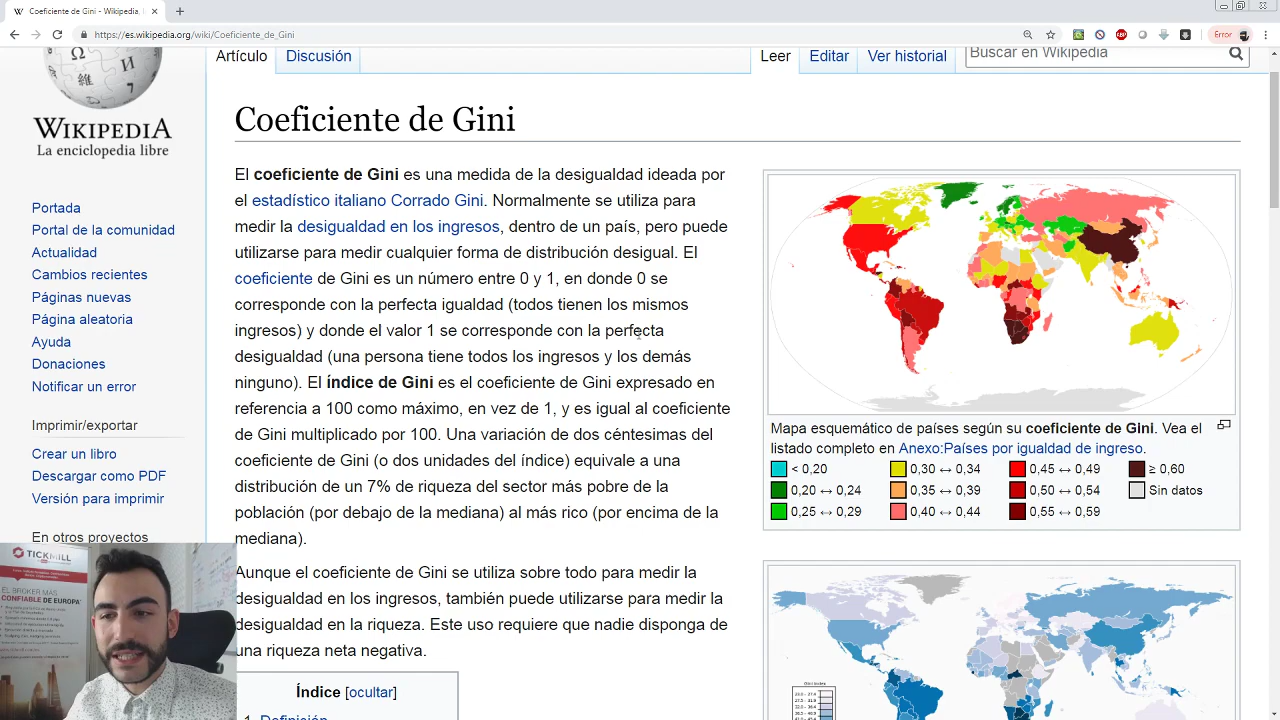 Coeficiente de Gini - Wikipedia,
https://es.wikipedia.org/wiki/Coeficiente_de_Gini
ABP
Error
Artículo
Discusión
Leer
Editar
Ver historial
Buscar en Wikipedia
WIKIPEDIA
La enciclopedia libre
Portada
Portal de la comunidad
Actualidad
Cambios recientes
Páginas nuevas
Página aleatoria
Ayuda
Donaciones
Notificar un error
Imprimir/exportar
Crear un libro
Descargar como PDF
Versión para imprimir
En otros proyectos
Coeficiente de Gini
El coeficiente de Gini es una medida de la desigualdad ideada por
el estadístico italiano Corrado Gini. Normalmente se utiliza para
medir la desigualdad en los ingresos, dentro de un país, pero puede
utilizarse para medir cualquier forma de distribución desigual. El
coeficiente de Gini es un número entre 0 y 1, en donde 0 se
corresponde con la perfecta igualdad (todos tienen los mismos
ingresos) y donde el valor 1 se corresponde con la perfecta
desigualdad (una persona tiene todos los ingresos y los demás
ninguno). El índice de Gini es el coeficiente de Gini expresado en
referencia a 100 como máximo, en vez de 1, y es igual al coeficiente
de Gini multiplicado por 100. Una variación de dos céntesimas del
coeficiente de Gini (o dos unidades del índice) equivale a una
distribución de un 7% de riqueza del sector más pobre de la
población (por debajo de la mediana) al más rico (por encima de la
mediana).
Aunque el coeficiente de Gini se utiliza sobre todo para medir la
desigualdad en los ingresos, también puede utilizarse para medir la
desigualdad en la riqueza. Este uso requiere que nadie disponga de
una riqueza neta negativa.
Índice [ocultar]
1 Definición
Mapa esquemático de países según su coeficiente de Gini. Vea el
listado completo en Anexo:Países por igualdad de ingreso.
< 0,20
0,30 ↔ 0,34
0,45 ↔ 0,49
≥ 0,60
0,20 ↔ 0,24
0,35 ↔ 0,39
0,50 ↔ 0,54
Sin datos
0,25 ↔ 0,29
0,40 ↔ 0,44
0,55 ↔ 0,59
TICKMILL
EL BROKER MÁS
CONFIABLE DE EUROPA